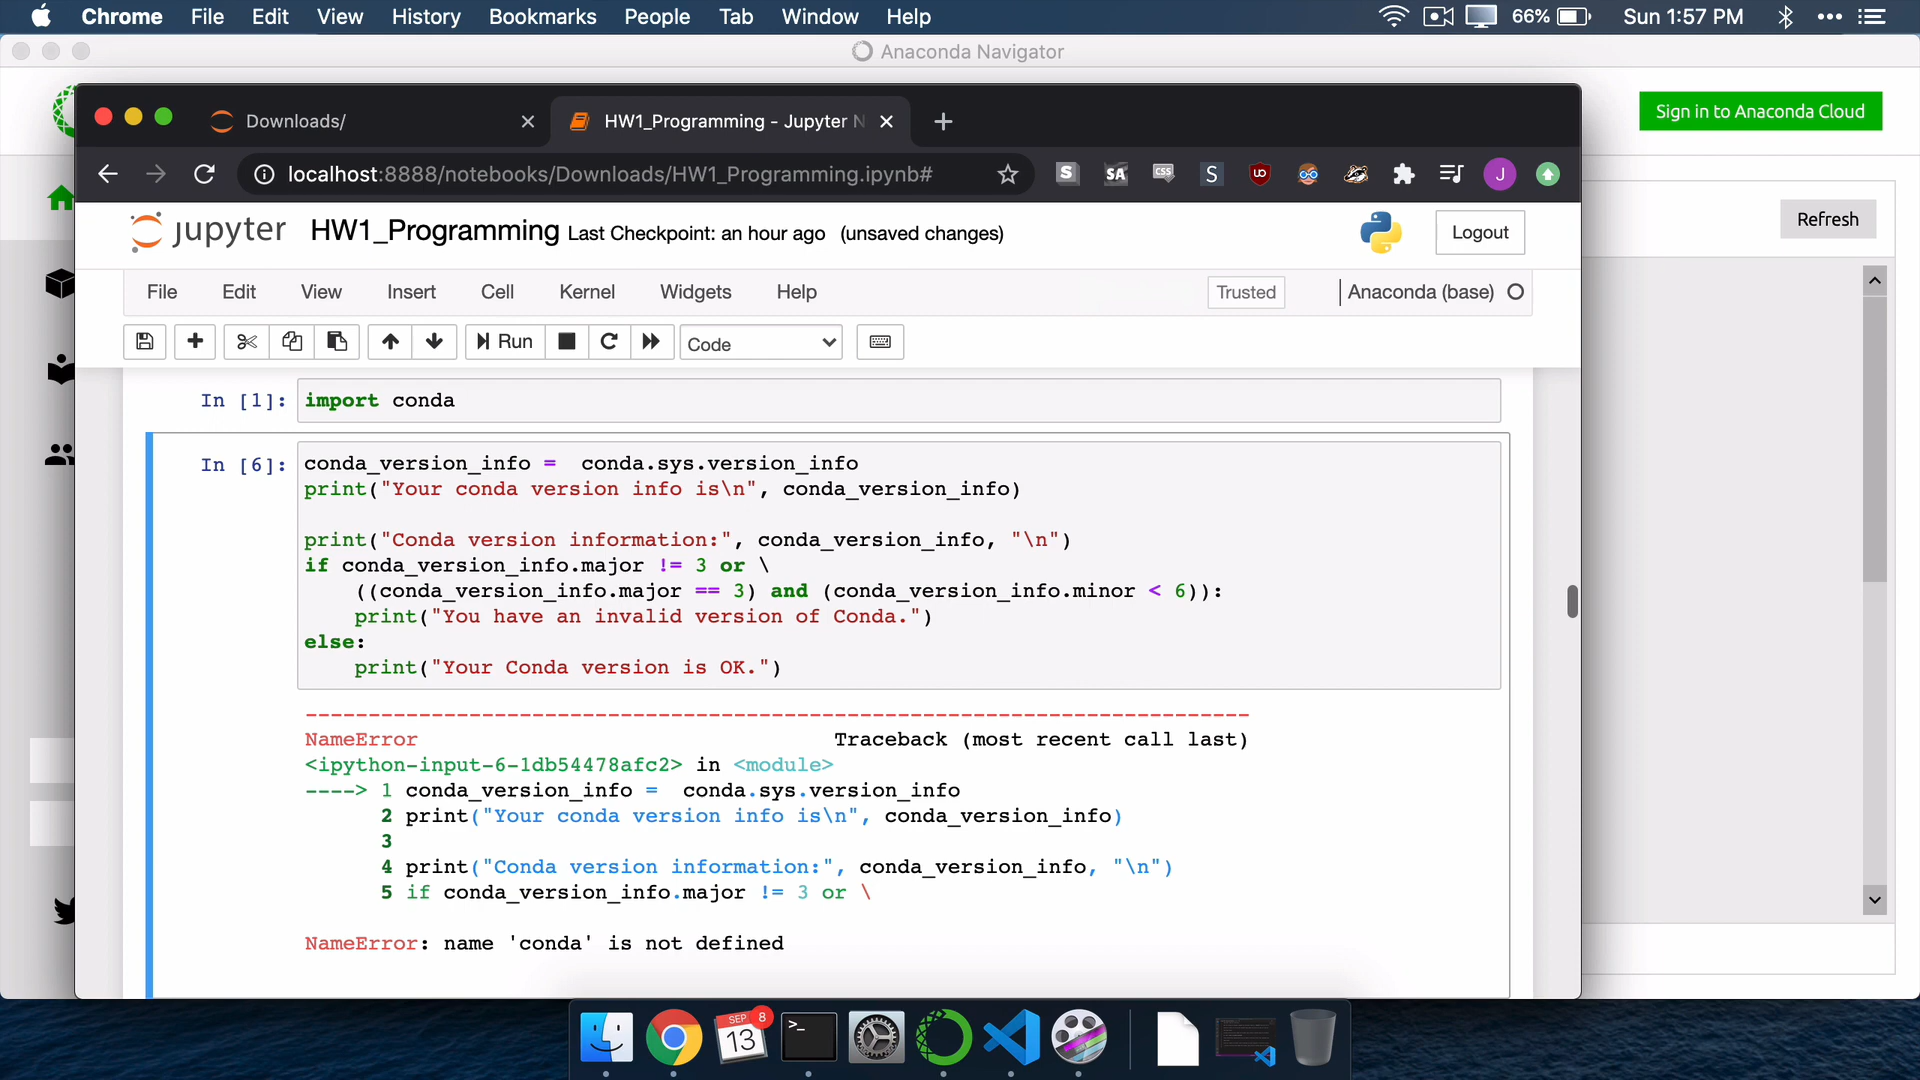 Chrome File Edit View History Bookmarks People Tab Window Help 66% Sun 1:57 PM
Anaconda Navigator
Downloads/ HW1_Programming - Jupyter N
Sign in to Anaconda Cloud
localhost:8888/notebooks/Downloads/HW1_Programming.ipynb# S SA CSS S UD J
Refresh
jupyter HW1_Programming Last Checkpoint: an hour ago (unsaved changes) Logout
File Edit View Insert Cell Kernel Widgets Help Trusted Anaconda (base)
Run Code
In [1]: import conda
In [6]: conda_version_info =  conda.sys.version_info
print("Your conda version info is\n", conda_version_info)
print("Conda version information:", conda_version_info, "\n")
if conda_version_info.major != 3 or \
    ((conda_version_info.major == 3) and (conda_version_info.minor < 6)):
    print("You have an invalid version of Conda.")
else:
    print("Your Conda version is OK.")
---------------------------------------------------------------------------
NameError                                 Traceback (most recent call last)
<ipython-input-6-1db54478afc2> in <module>
----> 1 conda_version_info =  conda.sys.version_info
      2 print("Your conda version info is\n", conda_version_info)
      3
      4 print("Conda version information:", conda_version_info, "\n")
      5 if conda_version_info.major != 3 or \
NameError: name 'conda' is not defined
SEP. 8
13
>_